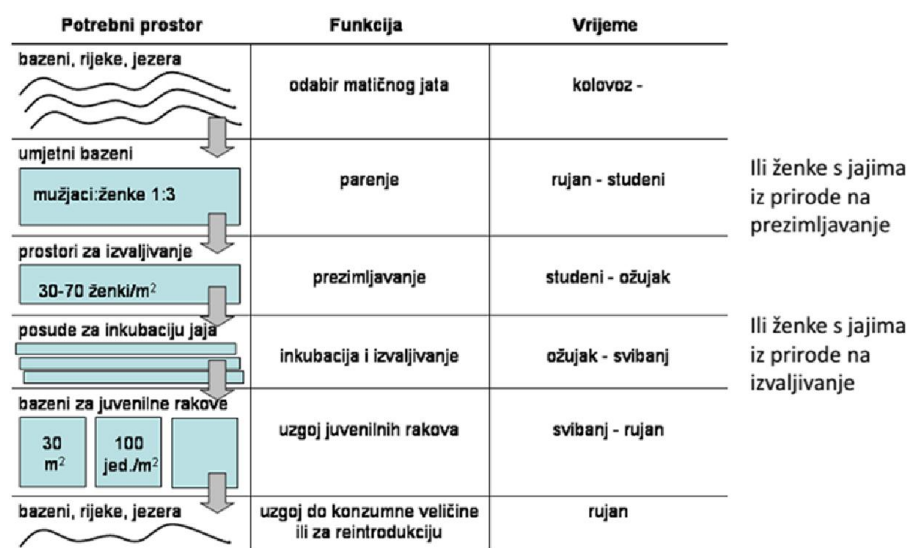 Potrebni prostor Funkcija Vrijeme
bazeni, rijeke, jezera
odabir matičnog jata kolovoz -
umjetni bazeni
mužjaci:ženke 1:3 parenje rujan - studeni
Ili ženke s jajima
iz prirode na
prezimljavanje
prostori za izvaljivanje
30-70 ženki/m² prezimljavanje studeni - ožujak
posude za inkubaciju jaja
inkubacija i izvaljivanje ožujak - svibanj
Ili ženke s jajima
iz prirode na
izvaljivanje
bazeni za juvenilne rakove
30
m²
100
jed./m²
uzgoj juvenilnih rakova svibanj - rujan
bazeni, rijeke, jezera
uzgoj do konzumne veličine
ili za reintrodukciju
rujan